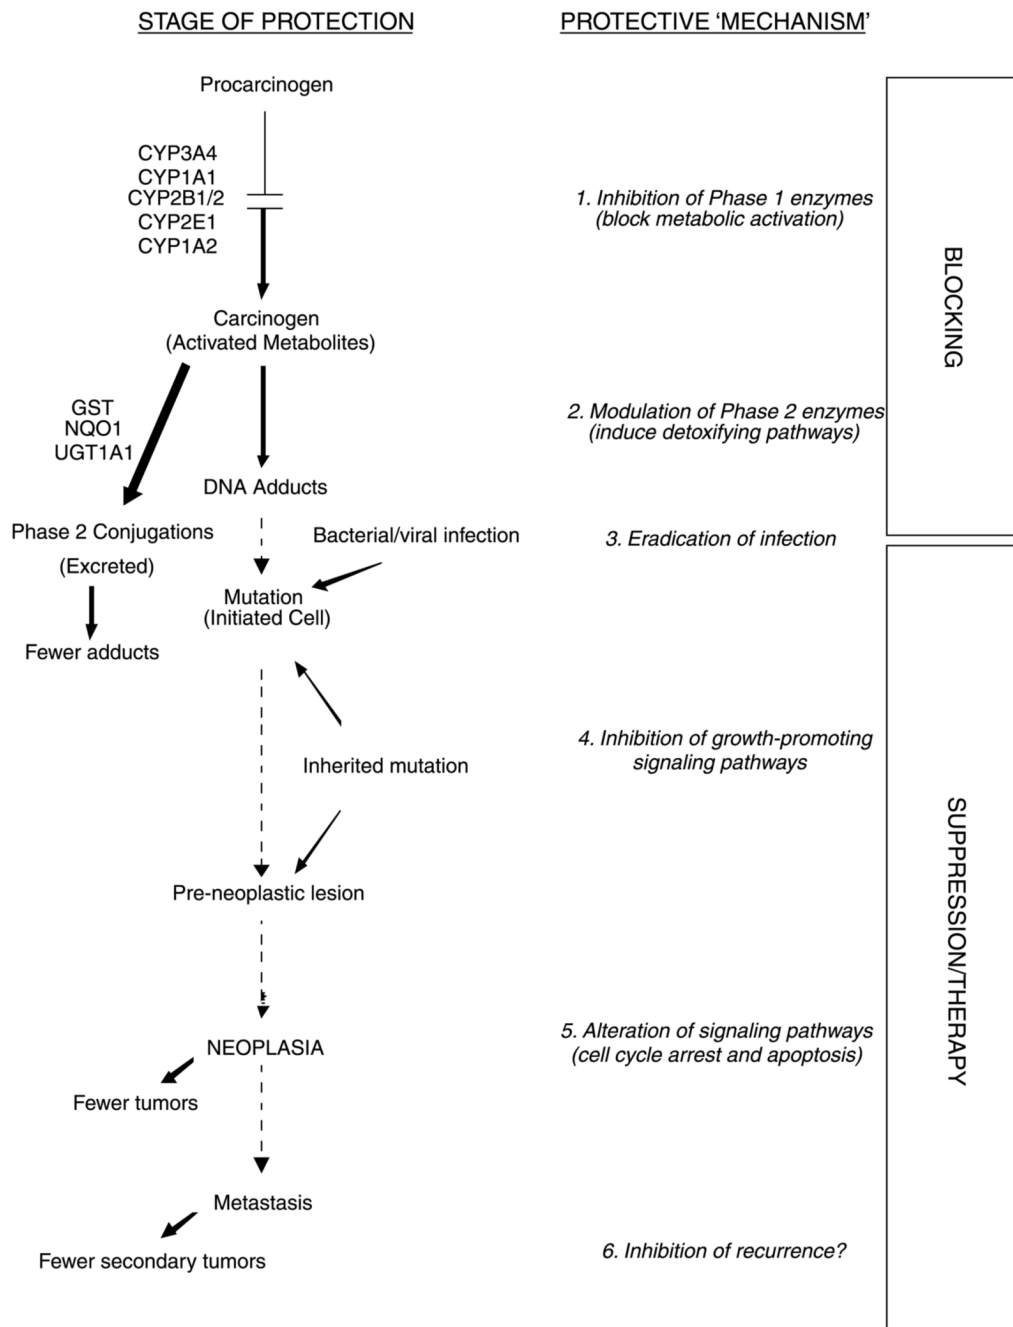 STAGE OF PROTECTION
PROTECTIVE ‘MECHANISM’
Procarcinogen
CYP3A4
CYP1A1
CYP2B1/2
CYP2E1
CYP1A2
1. Inhibition of Phase 1 enzymes
(block metabolic activation)
BLOCKING
Carcinogen
(Activated Metabolites)
GST
NQO1
UGT1A1
2. Modulation of Phase 2 enzymes
(induce detoxifying pathways)
DNA Adducts
Phase 2 Conjugations
(Excreted)
Bacterial/viral infection
3. Eradication of infection
Mutation
(Initiated Cell)
Fewer adducts
4. Inhibition of growth-promoting
signaling pathways
Inherited mutation
SUPPRESSION/THERAPY
Pre-neoplastic lesion
5. Alteration of signaling pathways
(cell cycle arrest and apoptosis)
NEOPLASIA
Fewer tumors
Metastasis
6. Inhibition of recurrence?
Fewer secondary tumors